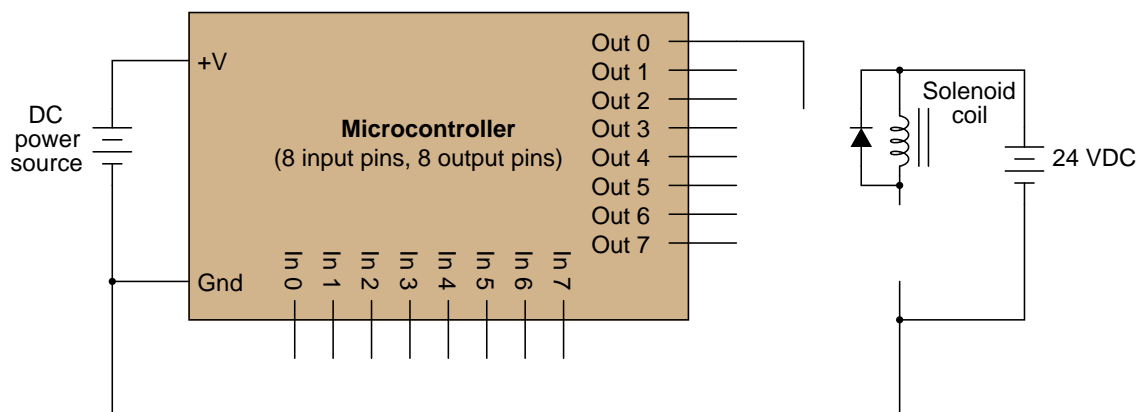 +V
Out 0
Out 1
Out 2
Out 3
Out 4
Out 5
Out 6
Out 7
DC
power
source
Microcontroller
(8 input pins, 8 output pins)
Solenoid
coil
24 VDC
Gnd
In 0
In 1
In 2
In 3
In 4
In 5
In 6
In 7